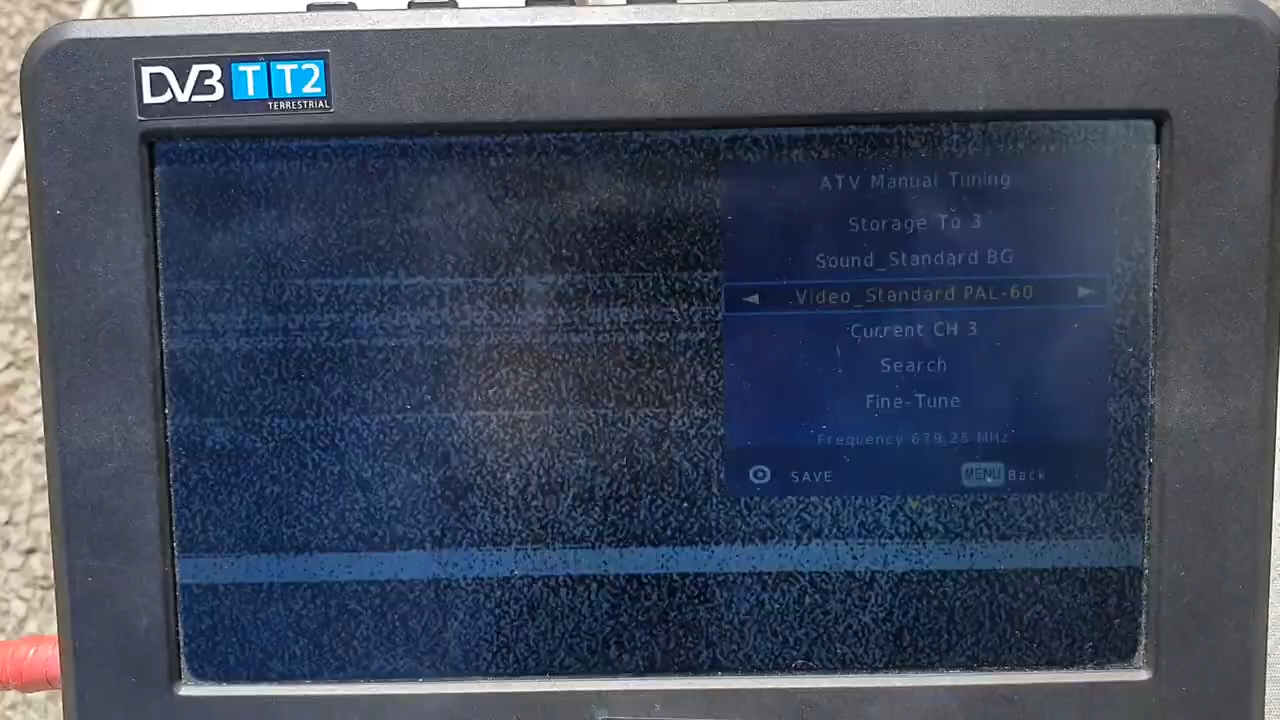 DVB T T2
TERRESTRIAL
ATV Manual Tuning
Storage To 3
Sound_Standard BG
Video_Standard PAL-60
Current CH 3
Search
Fine-Tune
Frequency 679.25 MHz
SAVE MENU Back